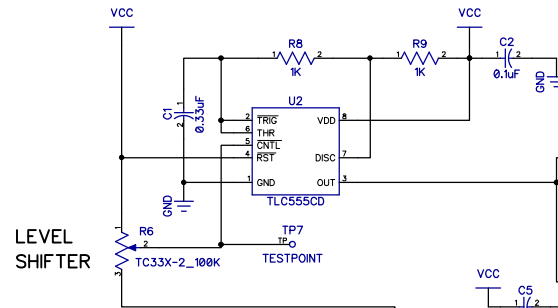 VCC
VCC
R8
1 2
1K
R9
1 2
1K
C2
1 2
0.1uF
GND
C1
1
2
0.33uF
U2
2 TRIG
6 THR
5 CNTL
4 RST
1 GND
VDD 8
DISC 7
OUT 3
TLC555CD
GND
LEVEL
SHIFTER
R6
1
2
3
TC33X-2_100K
TP7
TP
TESTPOINT
VCC
C5
1 2